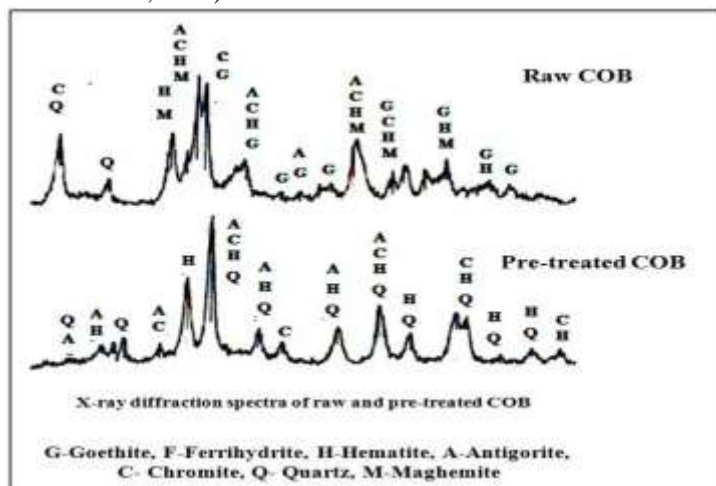 C
Q
Q
H
M
A
C
H
M
C
G
A
C
H
G
G
A
G
G
A
C
H
M
G
C
H
M
G
H
M
G
H
G
Raw COB
Q
A
A
H
Q
A
C
H
A
C
H
Q
A
H
Q
C
A
H
Q
A
C
H
Q
H
Q
C
H
Q
H
Q
H
Q
C
H
Pre-treated COB
X-ray diffraction spectra of raw and pre-treated COB
G-Goethite, F-Ferrihydrite, H-Hematite, A-Antigorite,
C- Chromite, Q- Quartz, M-Maghemite